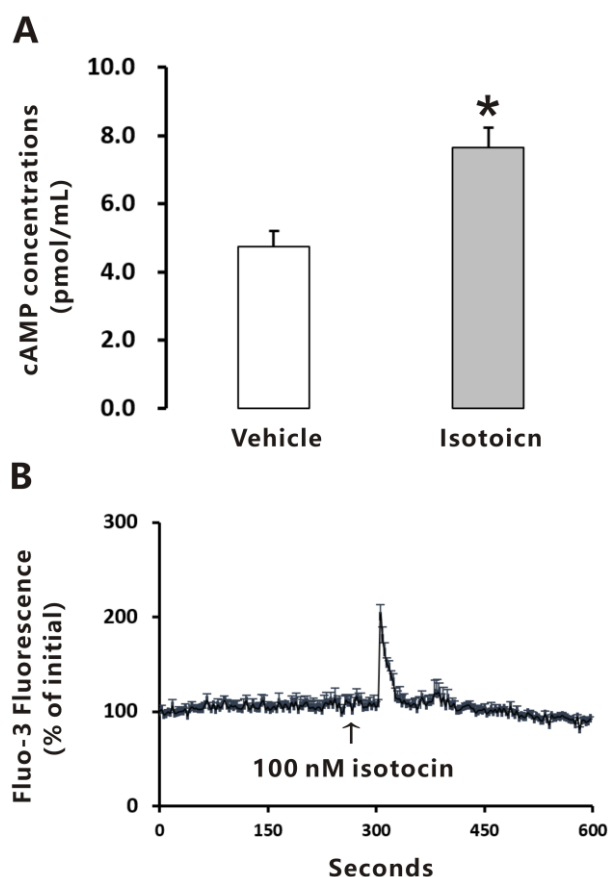 A
cAMP concentrations
(pmol/mL)
10.0
8.0
6.0
4.0
2.0
0.0
*
Vehicle Isotoicn
B
Fluo-3 Fluorescence
(% of initial)
300
200
100
0
↑
100 nM isotocin
0 150 300 450 600
Seconds